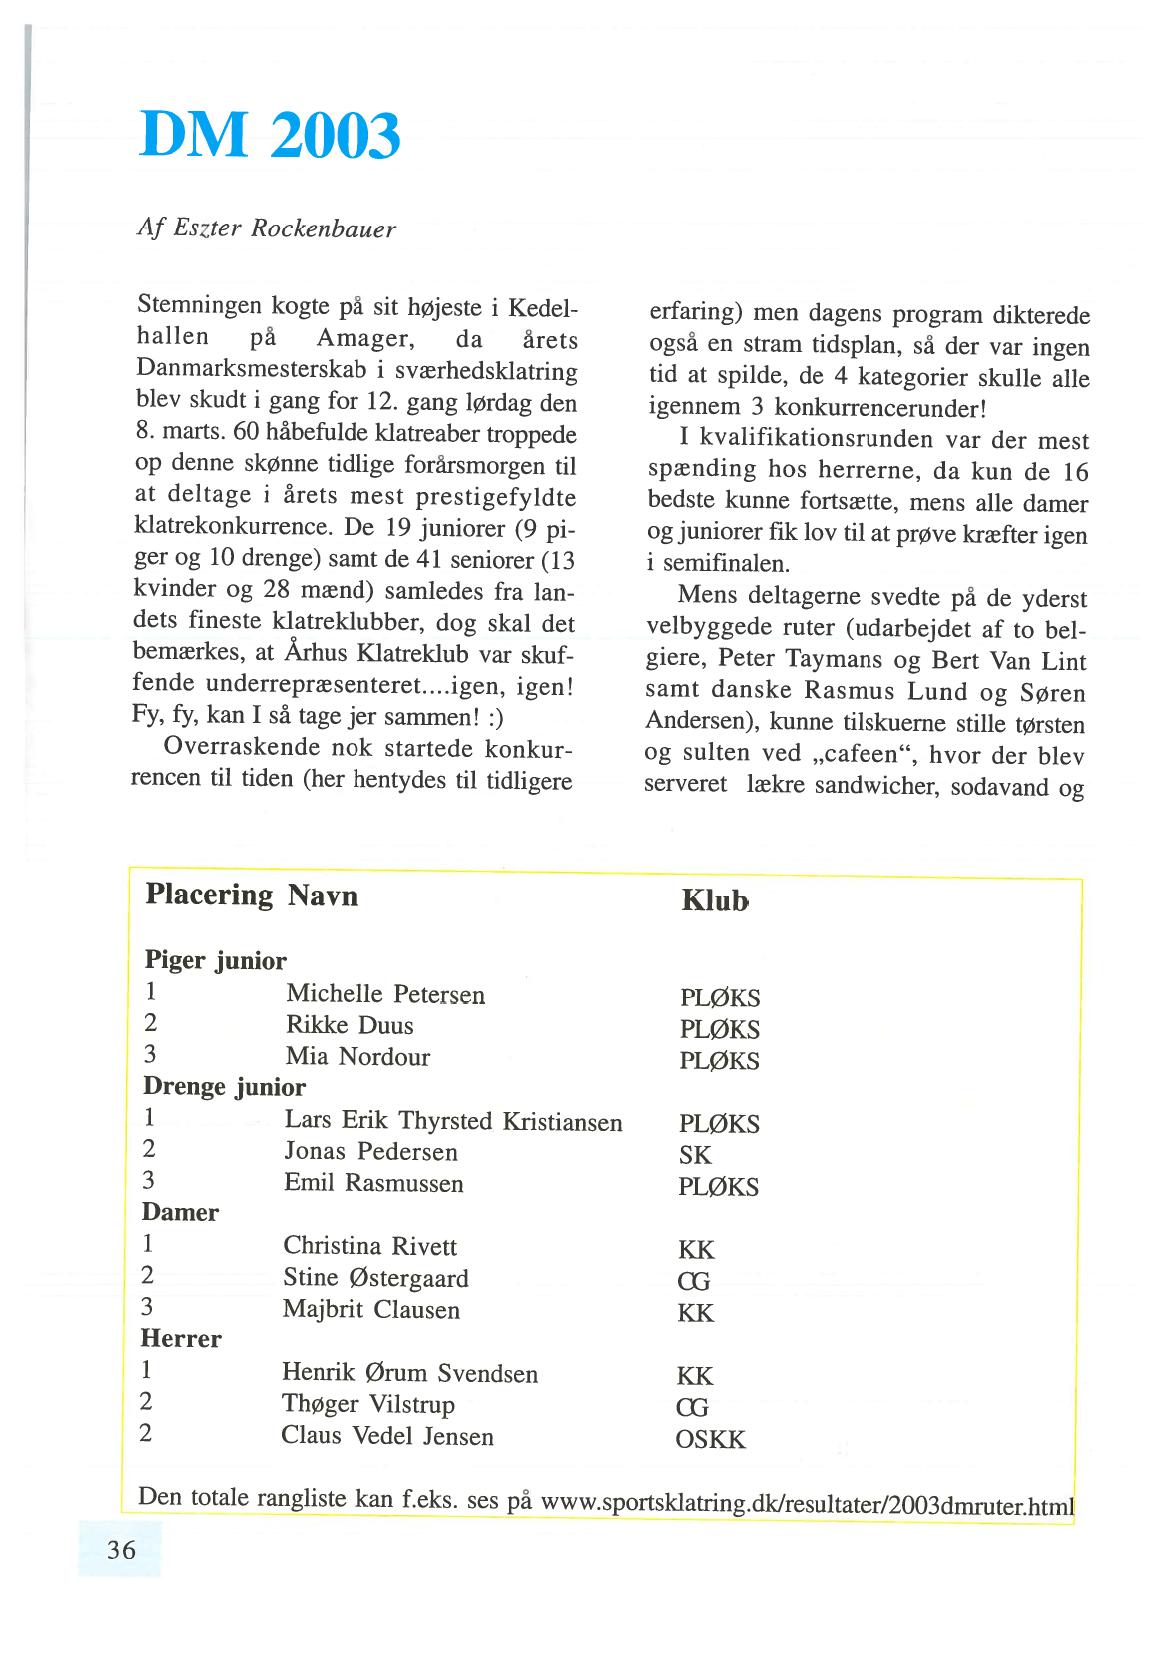 DM 2003
Af Eszter Rockenbauer
Stemningen kogte på sit højeste i Kedel-
hallen på Amager, da årets
Danmarksmesterskab i sværhedsklatring
blev skudt i gang for 12. gang lørdag den
8. marts. 60 håbefulde klatreaber troppede
op denne skønne tidlige forårsmorgen til
at deltage i årets mest prestigefyldte
klatrekonkurrence. De 19 juniorer (9 pi-
ger og 10 drenge) samt de 41 seniorer (13
kvinder og 28 mænd) samledes fra lan-
dets fineste klatreklubber, dog skal det
bemærkes, at Århus Klatreklub var skuf-
fende underrepræsenteret....igen, igen!
Fy, fy, kan I så tage jer sammen! :)
Overraskende nok startede konkur-
rencen til tiden (her hentydes til tidligere
erfaring) men dagens program dikterede
også en stram tidsplan, så der var ingen
tid at spilde, de 4 kategorier skulle alle
igennem 3 konkurrencerunder!
I kvalifikationsrunden var der mest
spænding hos herrerne, da kun de 16
bedste kunne fortsætte, mens alle damer
og juniorer fik lov til at prøve kræfter igen
i semifinalen.
Mens deltagerne svedte på de yderst
velbyggede ruter (udarbejdet af to bel-
giere, Peter Taymans og Bert Van Lint
samt danske Rasmus Lund og Søren
Andersen), kunne tilskuerne stille tørsten
og sulten ved „cafeen“, hvor der blev
serveret lækre sandwicher, sodavand og
Placering Navn Klub
Piger junior
1 Michelle Petersen PLØKS
2 Rikke Duus PLØKS
3 Mia Nordour PLØKS
Drenge junior
1 Lars Erik Thyrsted Kristiansen PLØKS
2 Jonas Pedersen SK
3 Emil Rasmussen PLØKS
Damer
1 Christina Rivett KK
2 Stine Østergaard CG
3 Majbrit Clausen KK
Herrer
1 Henrik Ørum Svendsen KK
2 Thøger Vilstrup CG
2 Claus Vedel Jensen OSKK
Den totale rangliste kan f.eks. ses på www.sportsklatring.dk/resultater/2003dmruter.html
36